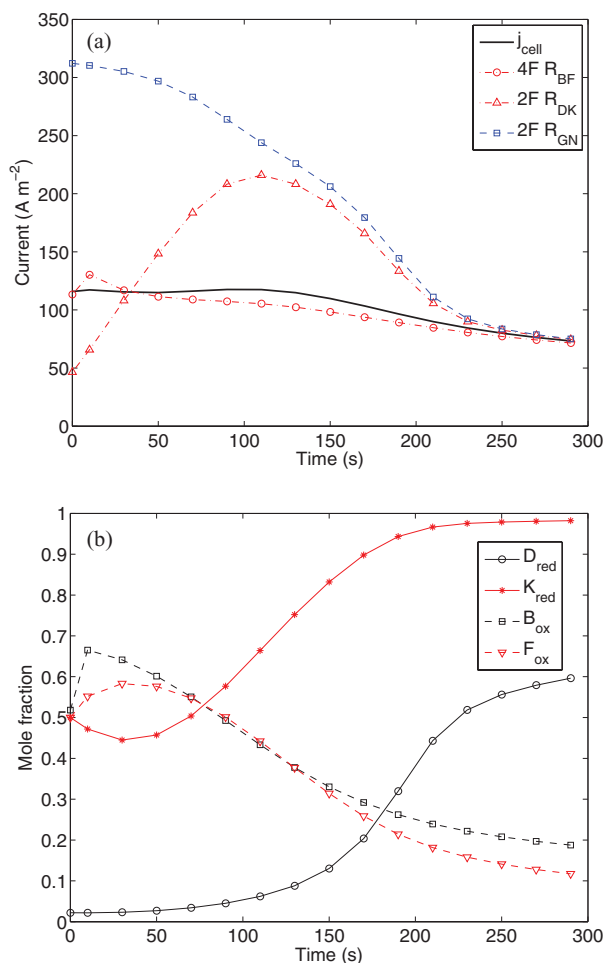 (a)
j_cell
4F R_BF
2F R_DK
2F R_GN
400
350
300
250
200
150
100
50
0
Current (A m⁻²)
0 50 100 150 200 250 300
Time (s)
(b)
D_red
K_red
B_ox
F_ox
1
0.9
0.8
0.7
0.6
0.5
0.4
0.3
0.2
0.1
0
Mole fraction
0 50 100 150 200 250 300
Time (s)